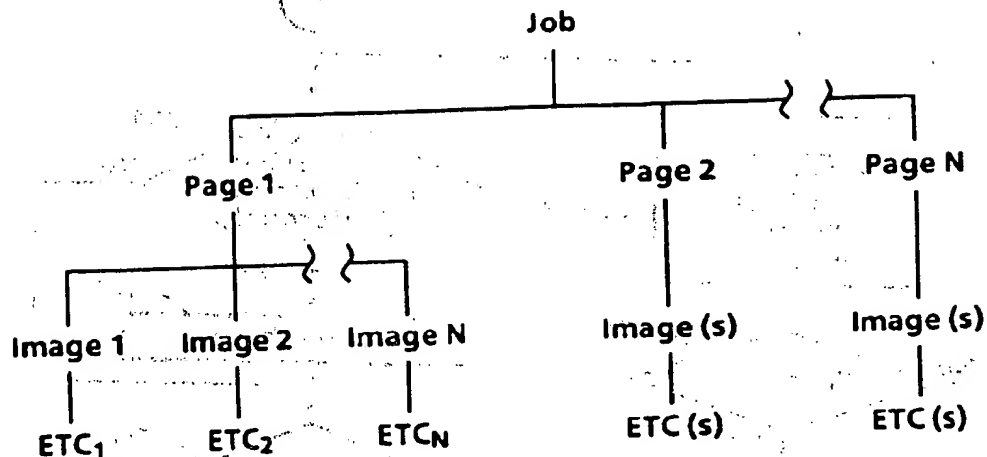 Job
Page 1 Page 2 Page N
Image 1 Image 2 Image N Image (s) Image (s)
ETC₁ ETC₂ ETCN ETC (s) ETC (s)